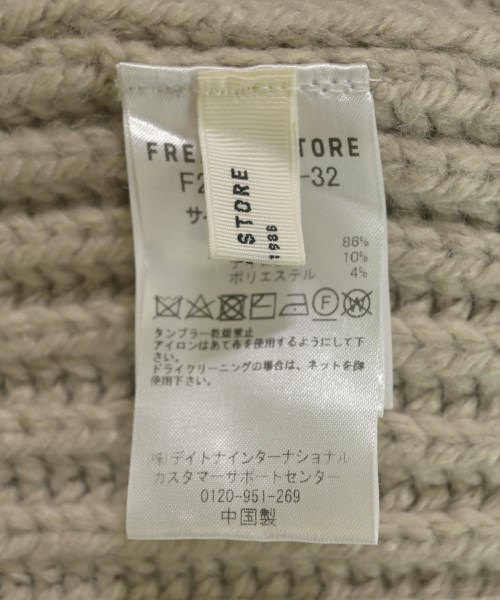 FRE TORE
F2 -32
STORE
1986
サ
86%
10%
ポリエステル 4%
タンブラー乾燥禁止
アイロンはあて布を使用するようにして下
さい。
ドライクリーニングの場合は、ネットを御
使用下さい。
㈱デイトナインターナショナル
カスタマーサポートセンター
0120-951-269
中国製